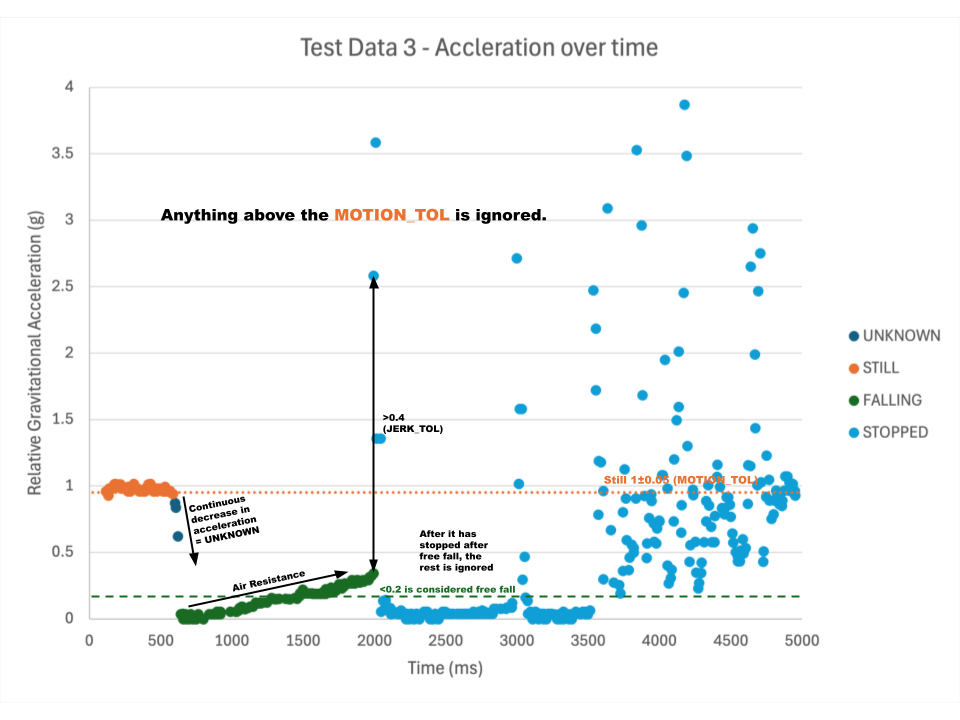 Test Data 3 - Accleration over time
Relative Gravitational Acceleration (g)
4
3.5
3
2.5
2
1.5
1
0.5
0
Anything above the MOTION_TOL is ignored.
>0.4
(JERK_TOL)
Still 1±0.05 (MOTION_TOL)
Continuous
decrease in
acceleration
= UNKNOWN
After it has
stopped after
free fall, the
rest is ignored
Air Resistance
<0.2 is considered free fall
0
500
1000
1500
2000
2500
3000
3500
4000
4500
5000
Time (ms)
UNKNOWN
STILL
FALLING
STOPPED